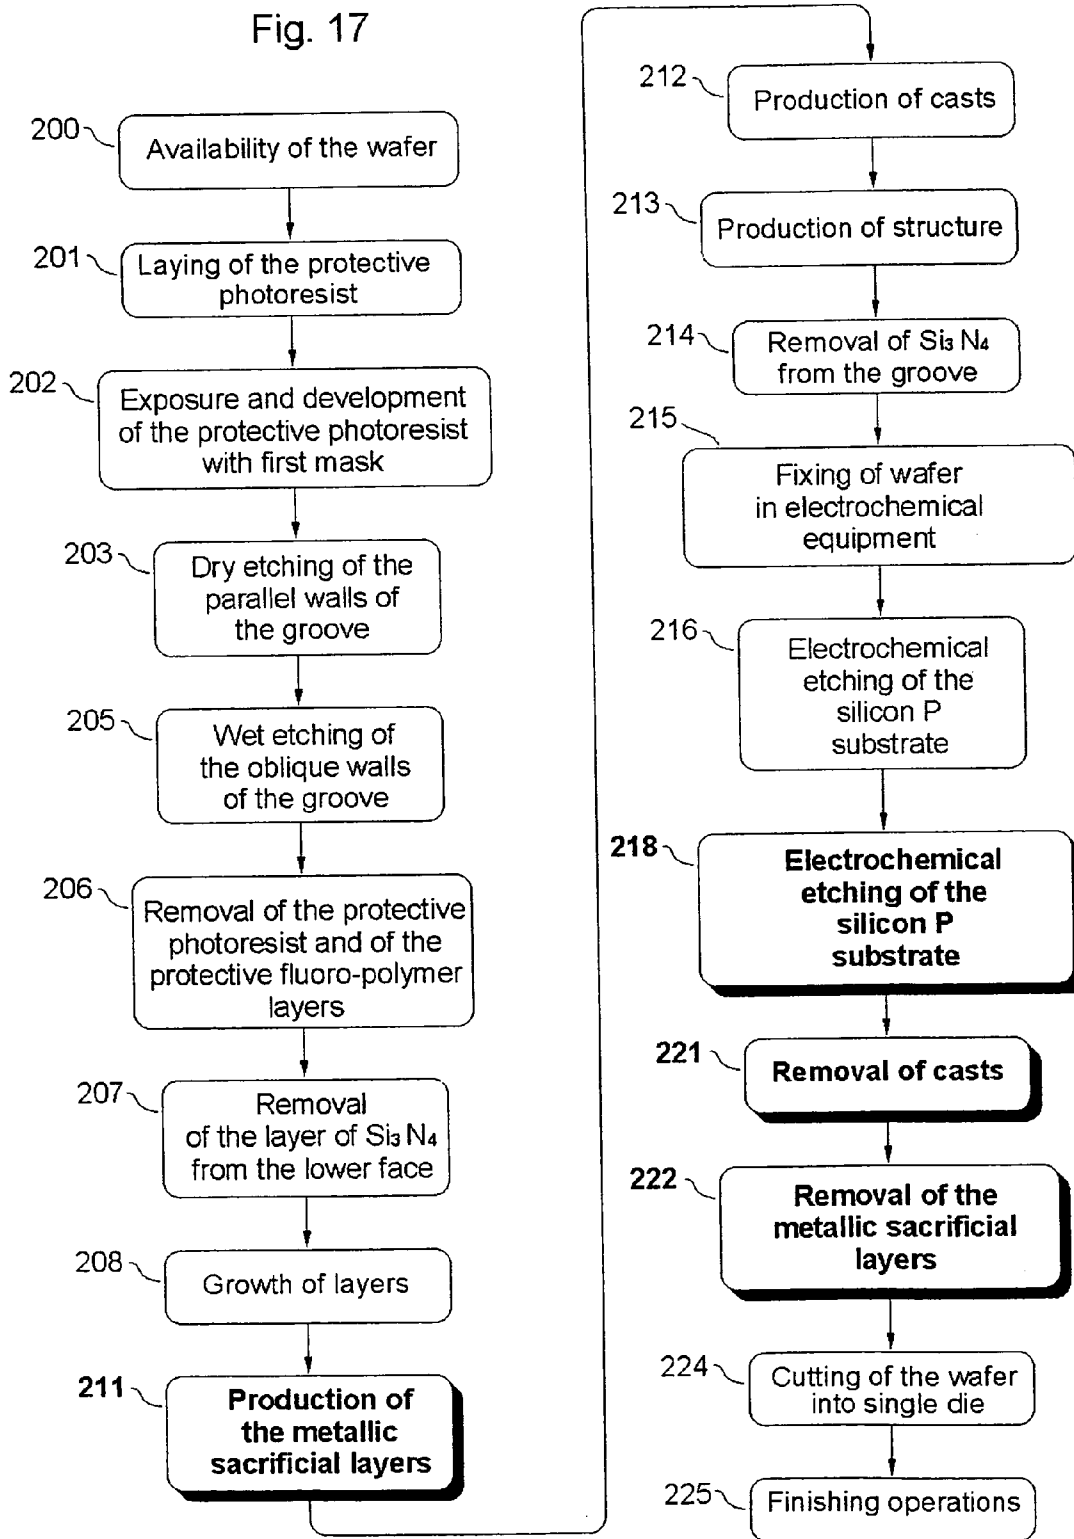 Fig. 17
200
Availability of the wafer
201
Laying of the protective
photoresist
202
Exposure and development
of the protective photoresist
with first mask
203
Dry etching of the
parallel walls of
the groove
205
Wet etching of
the oblique walls
of the groove
206
Removal of the protective
photoresist and of the
protective fluoro-polymer
layers
207
Removal
of the layer of Si₃ N₄
from the lower face
208
Growth of layers
211
Production of
the metallic
sacrificial layers
212
Production of casts
213
Production of structure
214
Removal of Si₃ N₄
from the groove
215
Fixing of wafer
in electrochemical
equipment
216
Electrochemical
etching of the
silicon P
substrate
218
Electrochemical
etching of the
silicon P
substrate
221
Removal of casts
222
Removal of the
metallic sacrificial
layers
224
Cutting of the wafer
into single die
225
Finishing operations